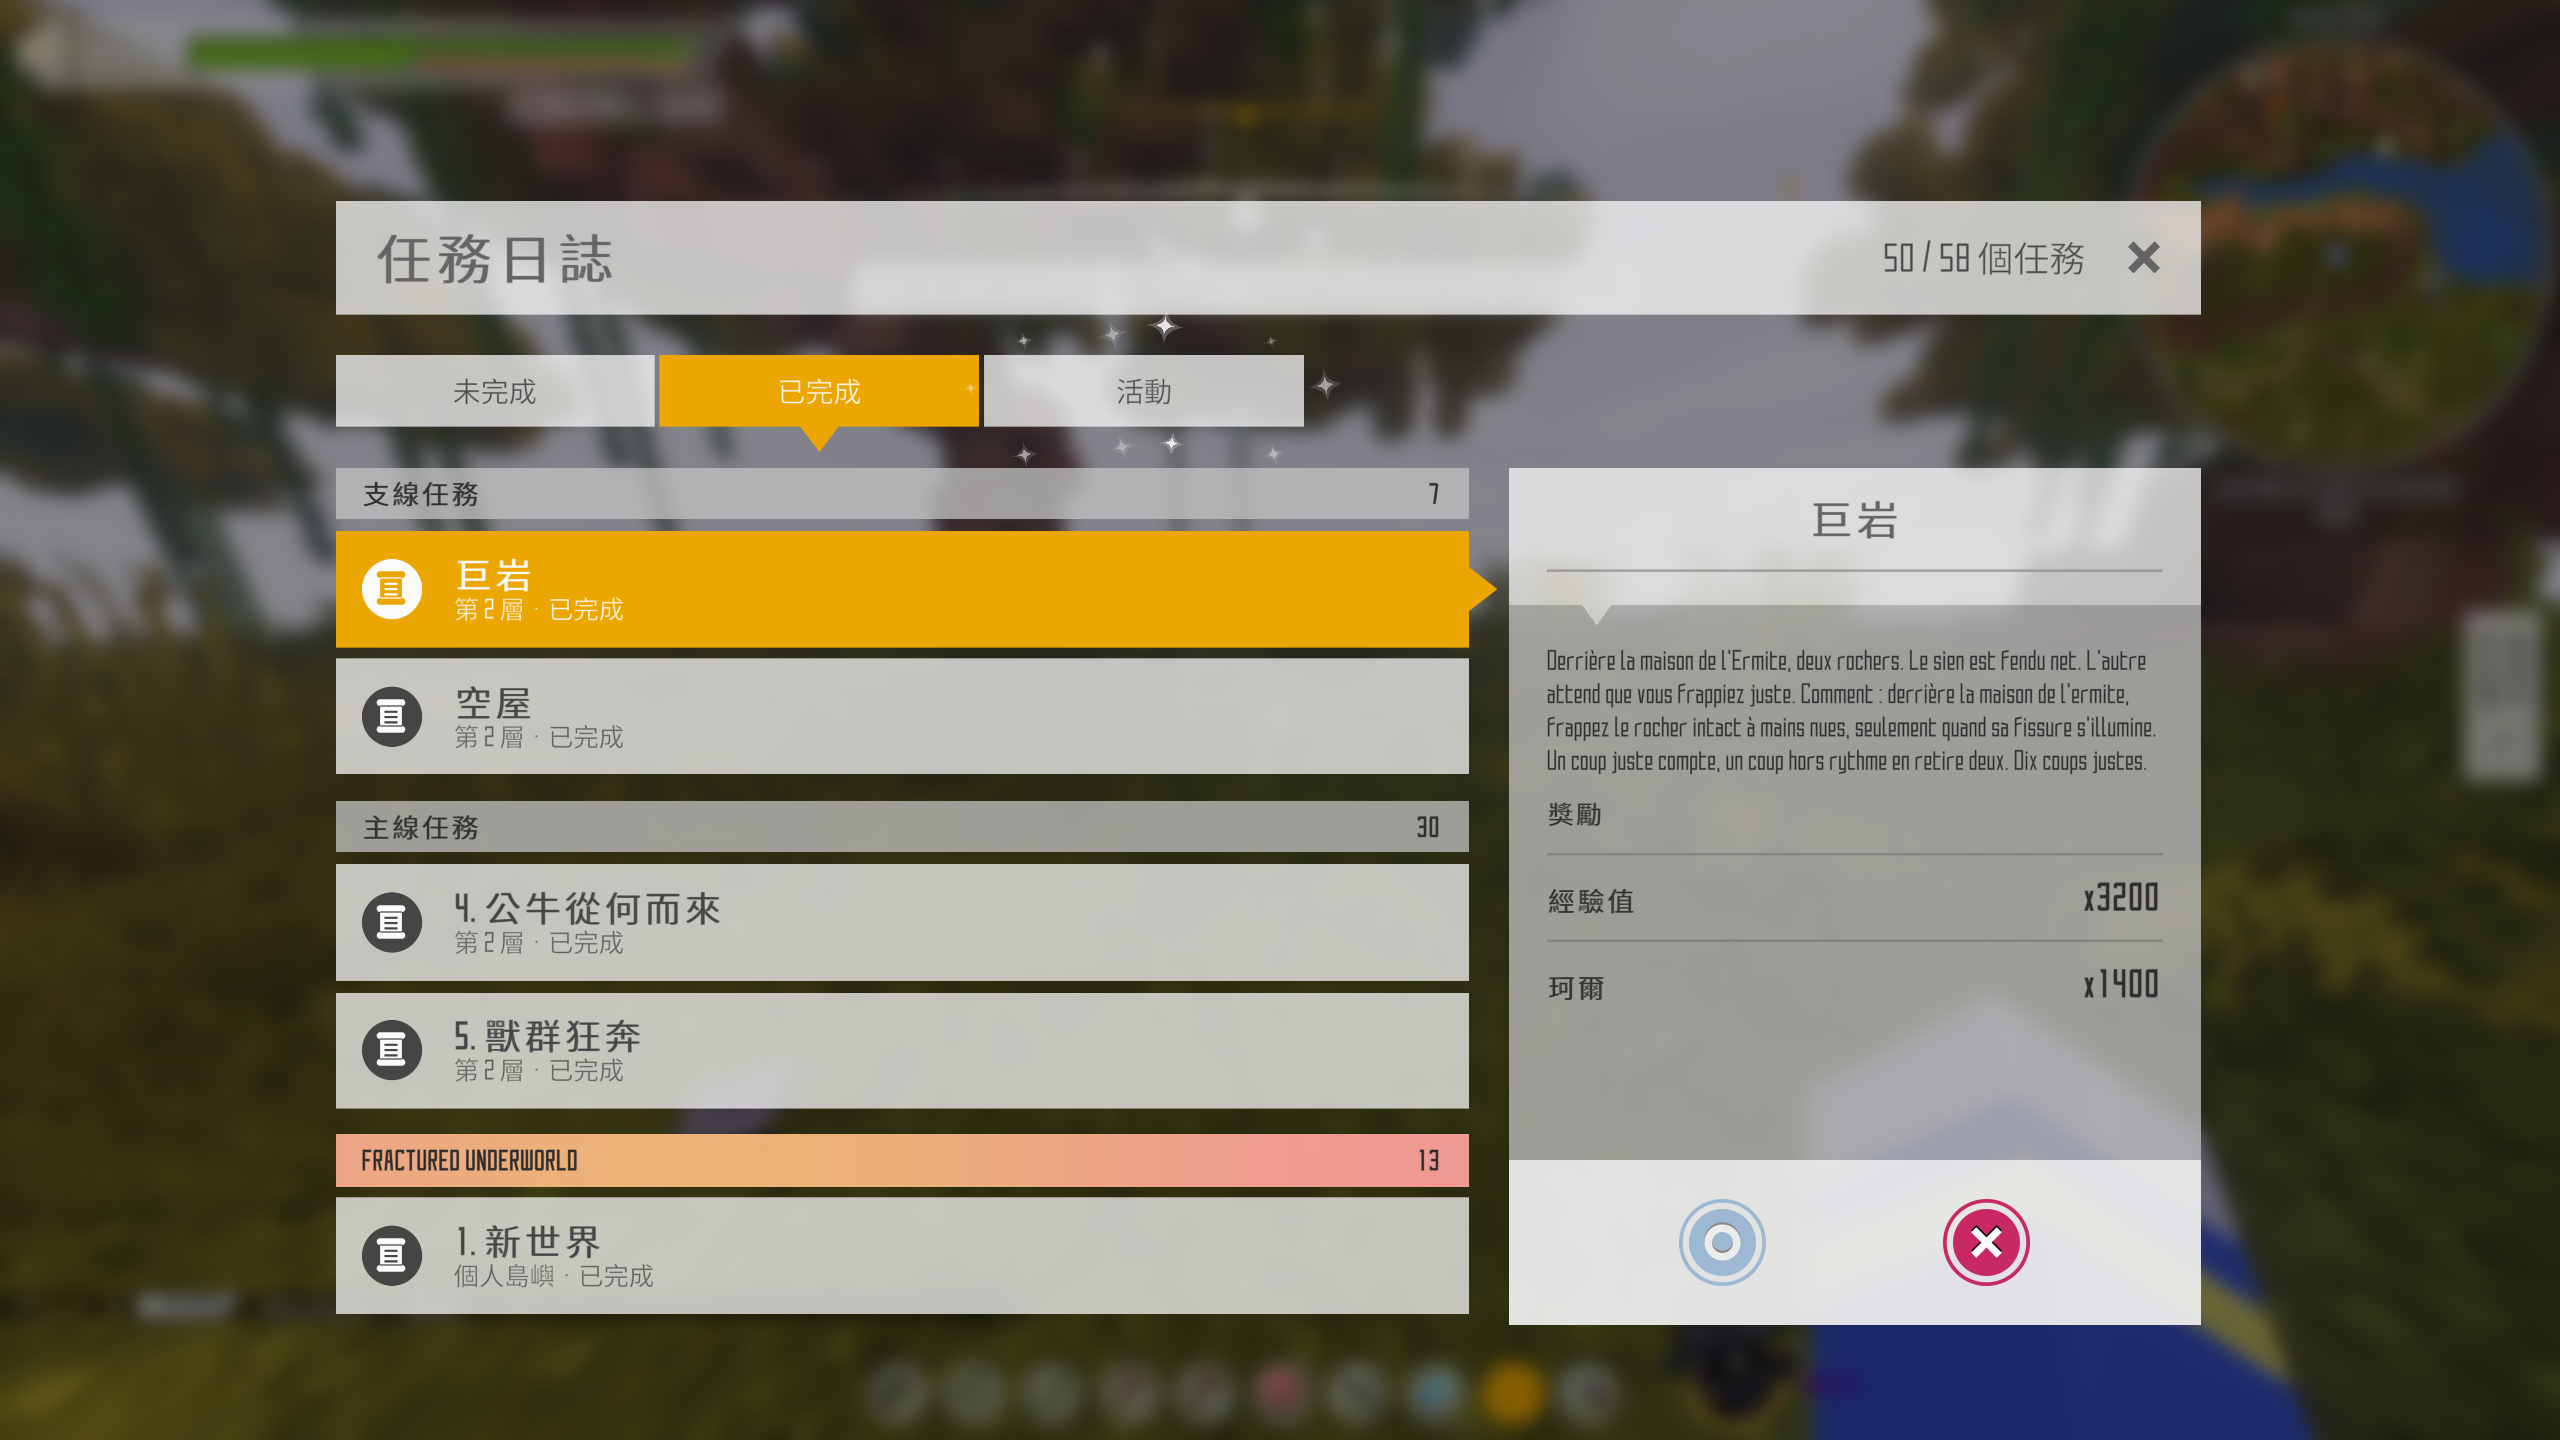 任務日誌
50 / 58 個任務
未完成
已完成
活動
支線任務
7
巨岩
第 2 層 · 已完成
空屋
第 2 層 · 已完成
主線任務
30
4. 公牛從何而來
第 2 層 · 已完成
5. 獸群狂奔
第 2 層 · 已完成
FRACTURED UNDERWORLD
13
1. 新世界
個人島嶼 · 已完成
巨岩
Derrière la maison de l'Ermite, deux rochers. Le sien est fendu net. L'autre
attend que vous frappiez juste. Comment : derrière la maison de l'ermite,
frappez le rocher intact à mains nues, seulement quand sa fissure s'illumine.
Un coup juste compte, un coup hors rythme en retire deux. Dix coups justes.
獎勵
經驗值
x3200
珂爾
x1400